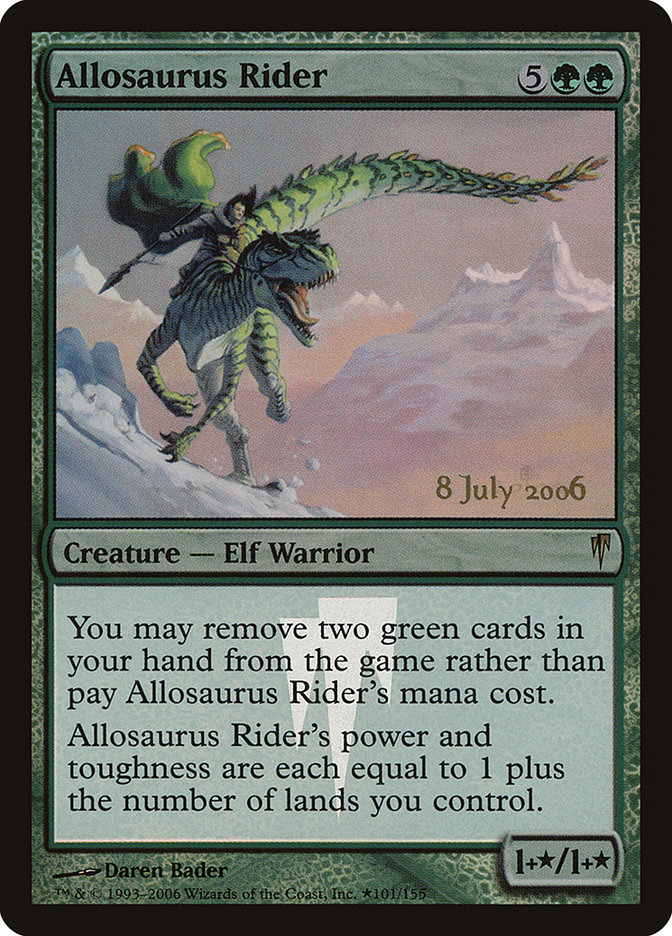 Allosaurus Rider 5
8 July 2006
Creature — Elf Warrior
You may remove two green cards in
your hand from the game rather than
pay Allosaurus Rider's mana cost.
Allosaurus Rider's power and
toughness are each equal to 1 plus
the number of lands you control.
1+★/1+★
Daren Bader
™ & © 1993–2006 Wizards of the Coast, Inc. ★101/155